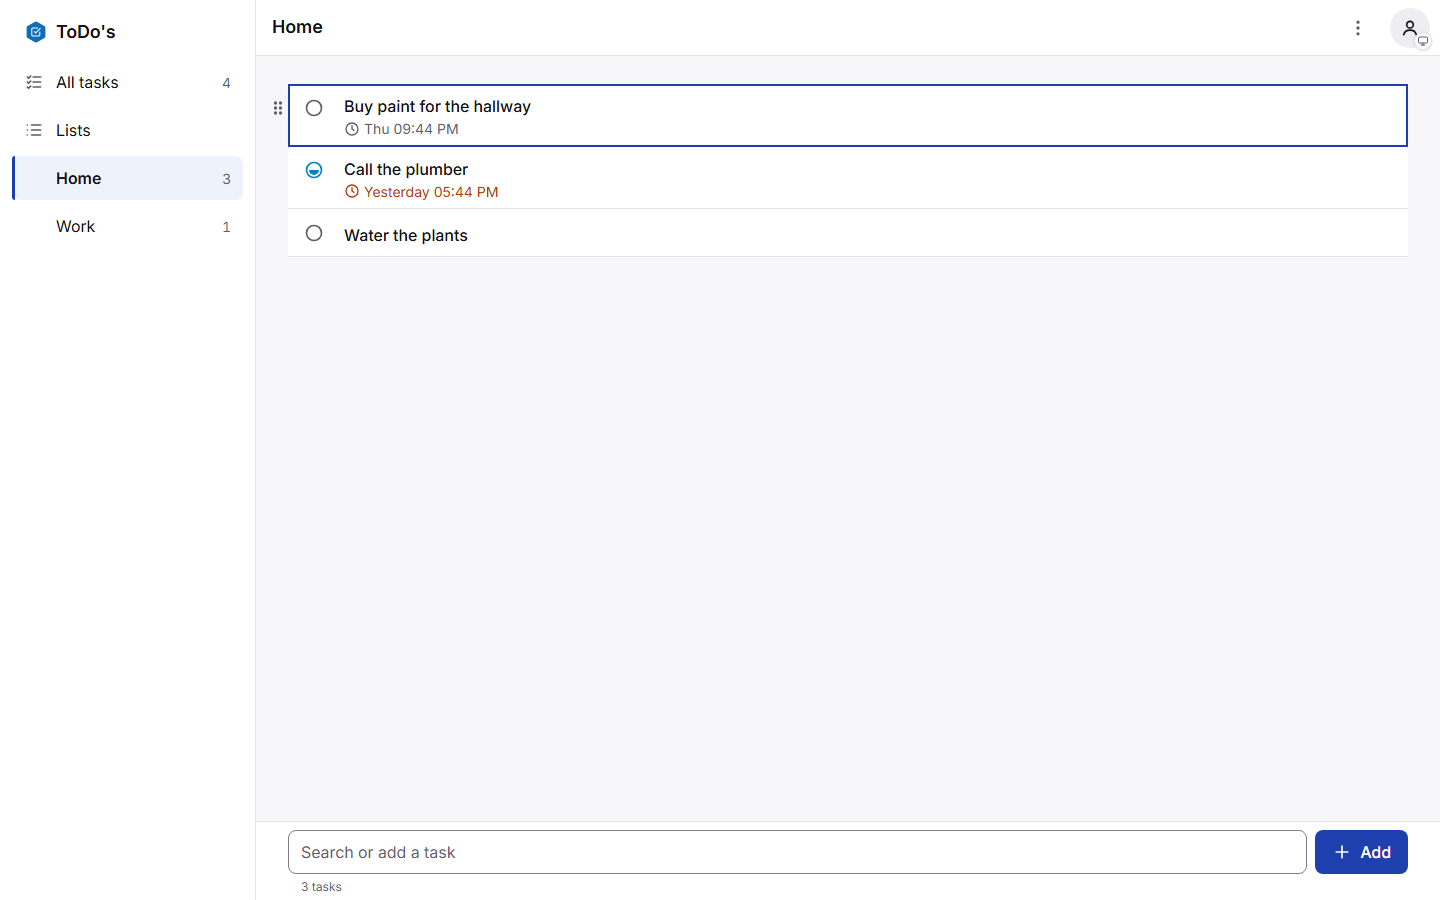 ToDo's
All tasks 4
Lists
Home 3
Work 1
Home
Buy paint for the hallway
Thu 09:44 PM
Call the plumber
Yesterday 05:44 PM
Water the plants
Search or add a task
Add
3 tasks